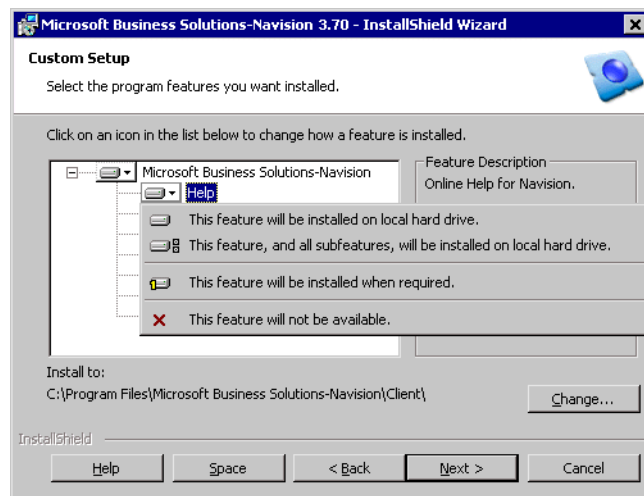 Microsoft Business Solutions-Navision 3.70 - InstallShield Wizard
Custom Setup
Select the program features you want installed.
Click on an icon in the list below to change how a feature is installed.
Microsoft Business Solutions-Navision
Help
Feature Description
Online Help for Navision.
This feature will be installed on local hard drive.
This feature, and all subfeatures, will be installed on local hard drive.
This feature will be installed when required.
This feature will not be available.
Install to:
C:\Program Files\Microsoft Business Solutions-Navision\Client\
Change...
InstallShield
Help Space < Back Next > Cancel